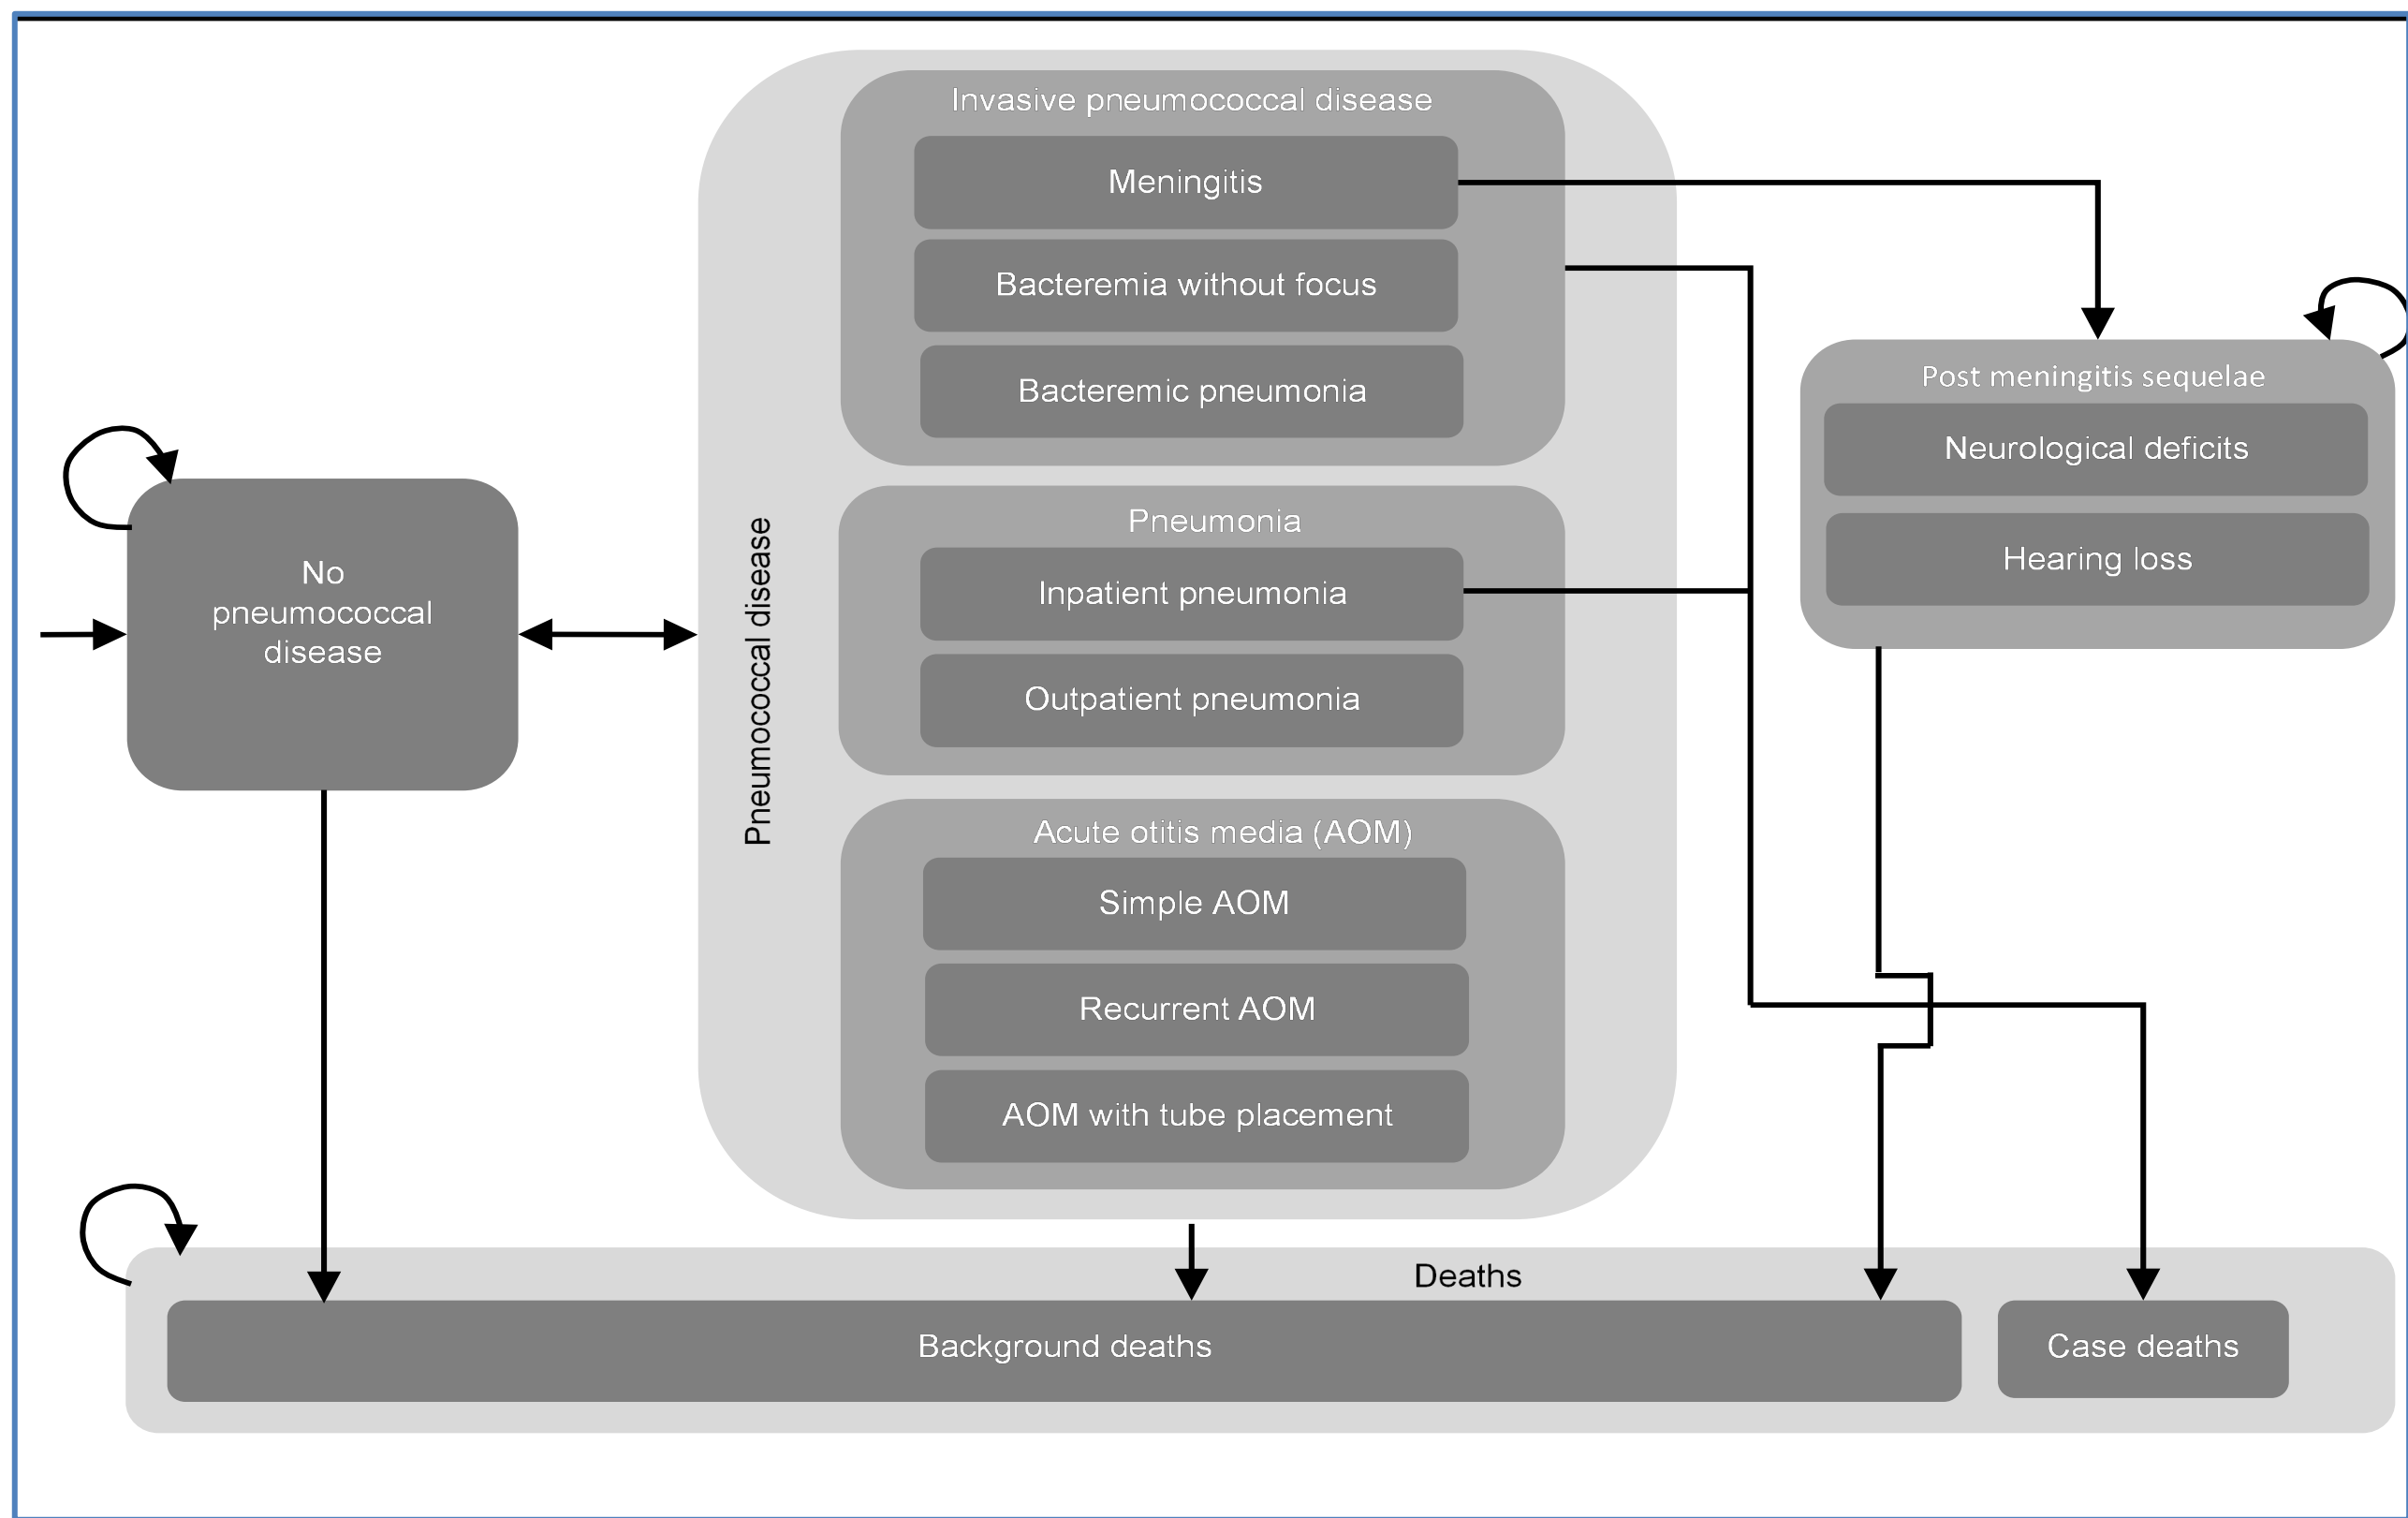 Invasive pneumococcal disease
Meningitis
Bacteremia without focus
Bacteremic pneumonia
Post meningitis sequelae
Neurological deficits
Hearing loss
No
pneumococcal
disease
Pneumococcal disease
Pneumonia
Inpatient pneumonia
Outpatient pneumonia
Acute otitis media (AOM)
Simple AOM
Recurrent AOM
AOM with tube placement
Deaths
Background deaths
Case deaths